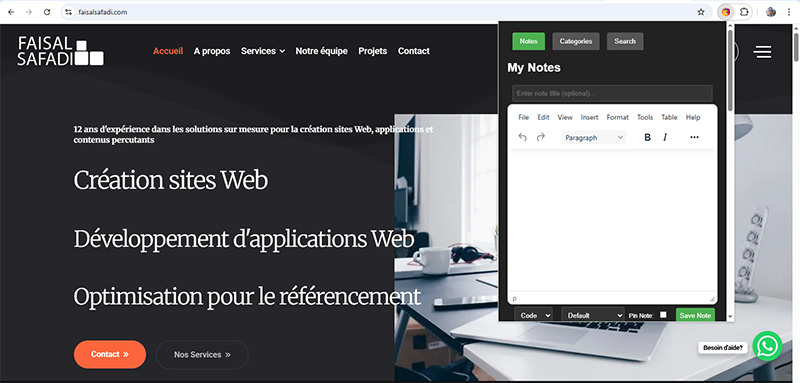 faisalsafadi.com
FAISAL
SAFADI
Accueil A propos Services Notre équipe Projets Contact
12 ans d'expérience dans les solutions sur mesure pour la création sites Web, applications et
contenus percutants
Création sites Web
Développement d'applications Web
Optimisation pour le référencement
Contact »
Nos Services »
Notes Categories Search
My Notes
Enter note title (optional)...
File Edit View Insert Format Tools Table Help
Paragraph B I ...
p
Code Default Pin Note: Save Note
Besoin d'aide?